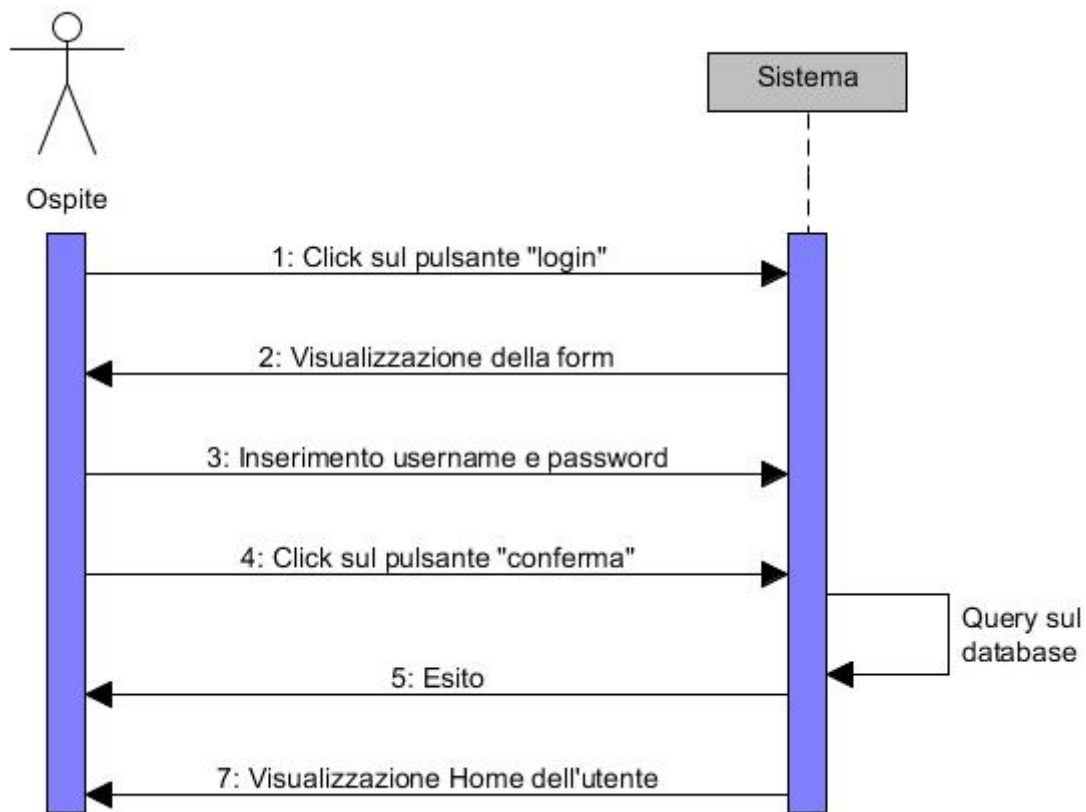 Sistema
Ospite
1: Click sul pulsante "login"
2: Visualizzazione della form
3: Inserimento username e password
4: Click sul pulsante "conferma"
Query sul
database
5: Esito
7: Visualizzazione Home dell'utente